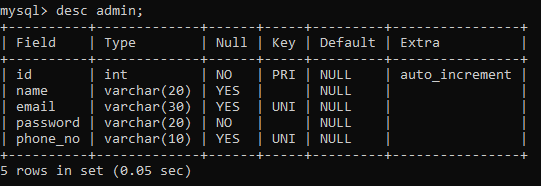 mysql> desc admin;
+----------+-------------+------+-----+---------+----------------+
| Field    | Type        | Null | Key | Default | Extra          |
+----------+-------------+------+-----+---------+----------------+
| id       | int         | NO   | PRI | NULL    | auto_increment |
| name     | varchar(20) | YES  |     | NULL    |                |
| email    | varchar(30) | YES  | UNI | NULL    |                |
| password | varchar(20) | NO   |     | NULL    |                |
| phone_no | varchar(10) | YES  | UNI | NULL    |                |
+----------+-------------+------+-----+---------+----------------+
5 rows in set (0.05 sec)